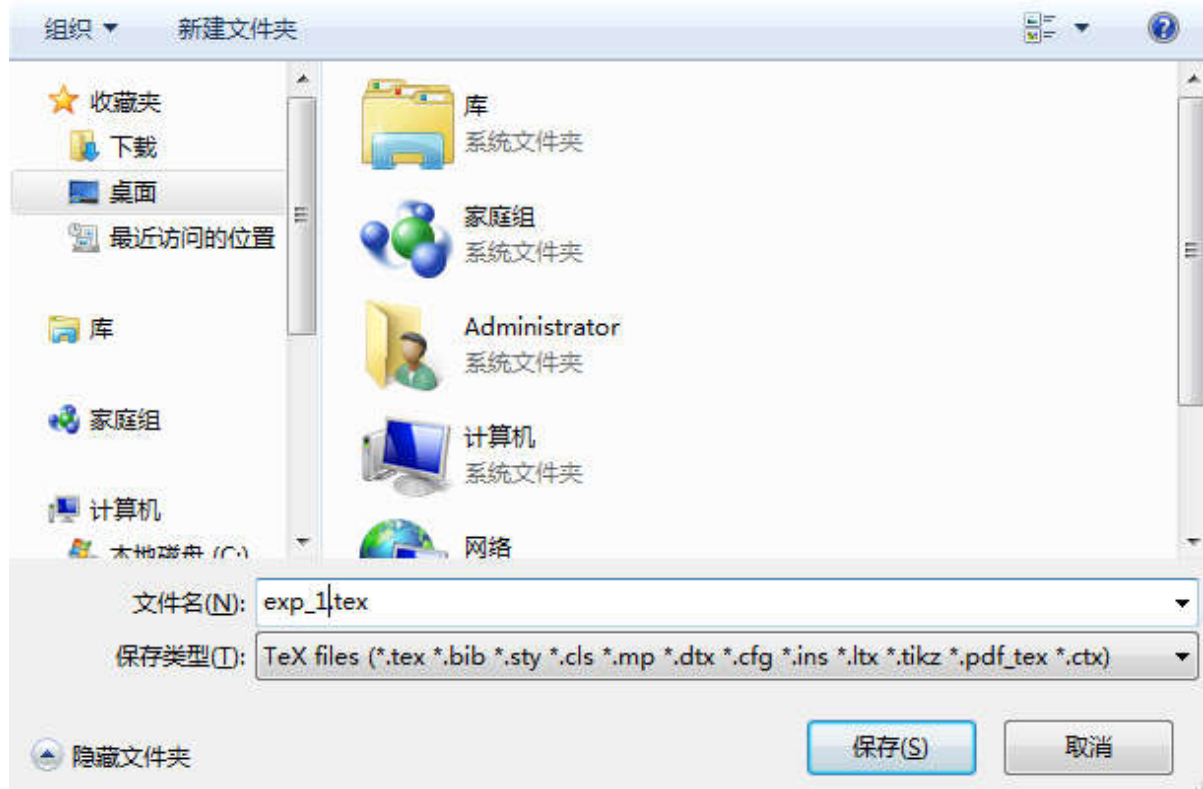 组织 新建文件夹
收藏夹
下载
桌面
最近访问的位置
库
家庭组
计算机
本地磁盘 (C:)
库
系统文件夹
家庭组
系统文件夹
Administrator
系统文件夹
计算机
系统文件夹
网络
文件名(N): exp_1.tex
保存类型(T): TeX files (*.tex *.bib *.sty *.cls *.mp *.dtx *.cfg *.ins *.ltx *.tikz *.pdf_tex *.ctx)
隐藏文件夹 保存(S) 取消